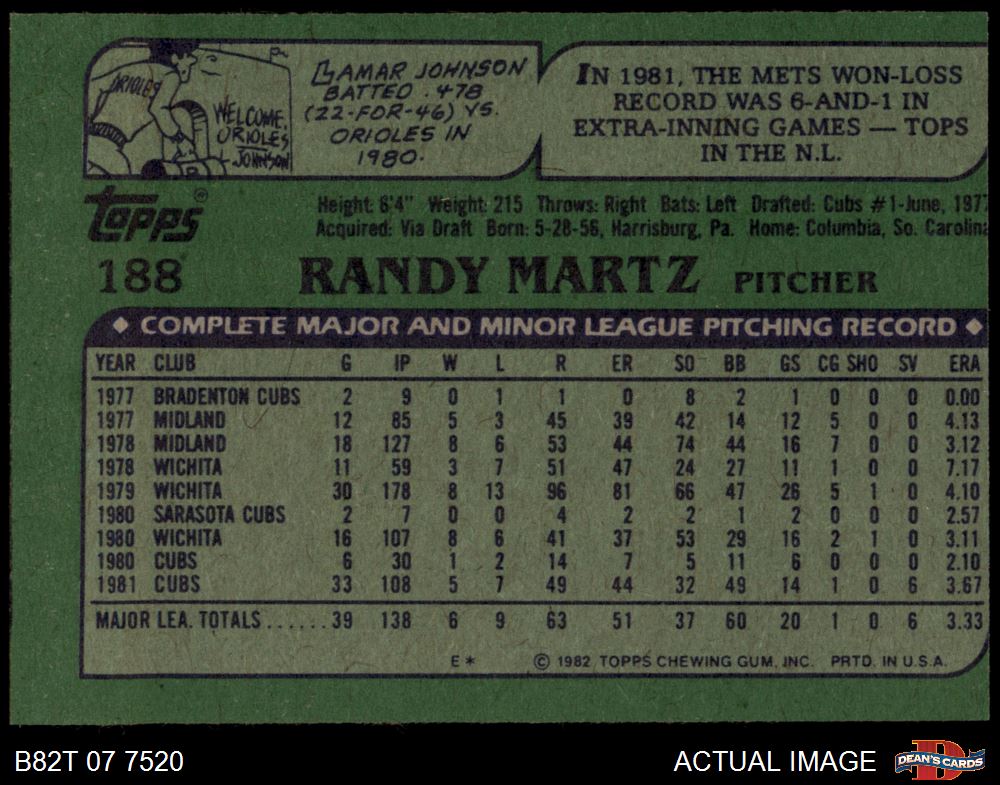 ORIOLES
WELCOME,
ORIOLES
JOHNSON
LAMAR JOHNSON
BATTED .478
(22-FOR-46) VS.
ORIOLES IN
1980.
IN 1981, THE METS WON-LOSS
RECORD WAS 6-AND-1 IN
EXTRA-INNING GAMES — TOPS
IN THE N.L.
TOPPS®
Height: 6'4" Weight: 215 Throws: Right Bats: Left Drafted: Cubs #1-June, 1977
Acquired: Via Draft Born: 5-28-56, Harrisburg, Pa. Home: Columbia, So. Carolina
188 RANDY MARTZ PITCHER
◆ COMPLETE MAJOR AND MINOR LEAGUE PITCHING RECORD ◆
YEAR CLUB G IP W L R ER SO BB GS CG SHO SV ERA
1977 BRADENTON CUBS 2 9 0 1 1 0 8 2 1 0 0 0 0.00
1977 MIDLAND 12 85 5 3 45 39 42 14 12 5 0 0 4.13
1978 MIDLAND 18 127 8 6 53 44 74 44 16 7 0 0 3.12
1978 WICHITA 11 59 3 7 51 47 24 27 11 1 0 0 7.17
1979 WICHITA 30 178 8 13 96 81 66 47 26 5 1 0 4.10
1980 SARASOTA CUBS 2 7 0 0 4 2 2 1 2 0 0 0 2.57
1980 WICHITA 16 107 8 6 41 37 53 29 16 2 1 0 3.11
1980 CUBS 6 30 1 2 14 7 5 11 6 0 0 0 2.10
1981 CUBS 33 108 5 7 49 44 32 49 14 1 0 6 3.67
MAJOR LEA. TOTALS......39 138 6 9 63 51 37 60 20 1 0 6 3.33
E * © 1982 TOPPS CHEWING GUM, INC. PRTD. IN U.S.A.
B82T 07 7520 ACTUAL IMAGE DEAN'S CARDS